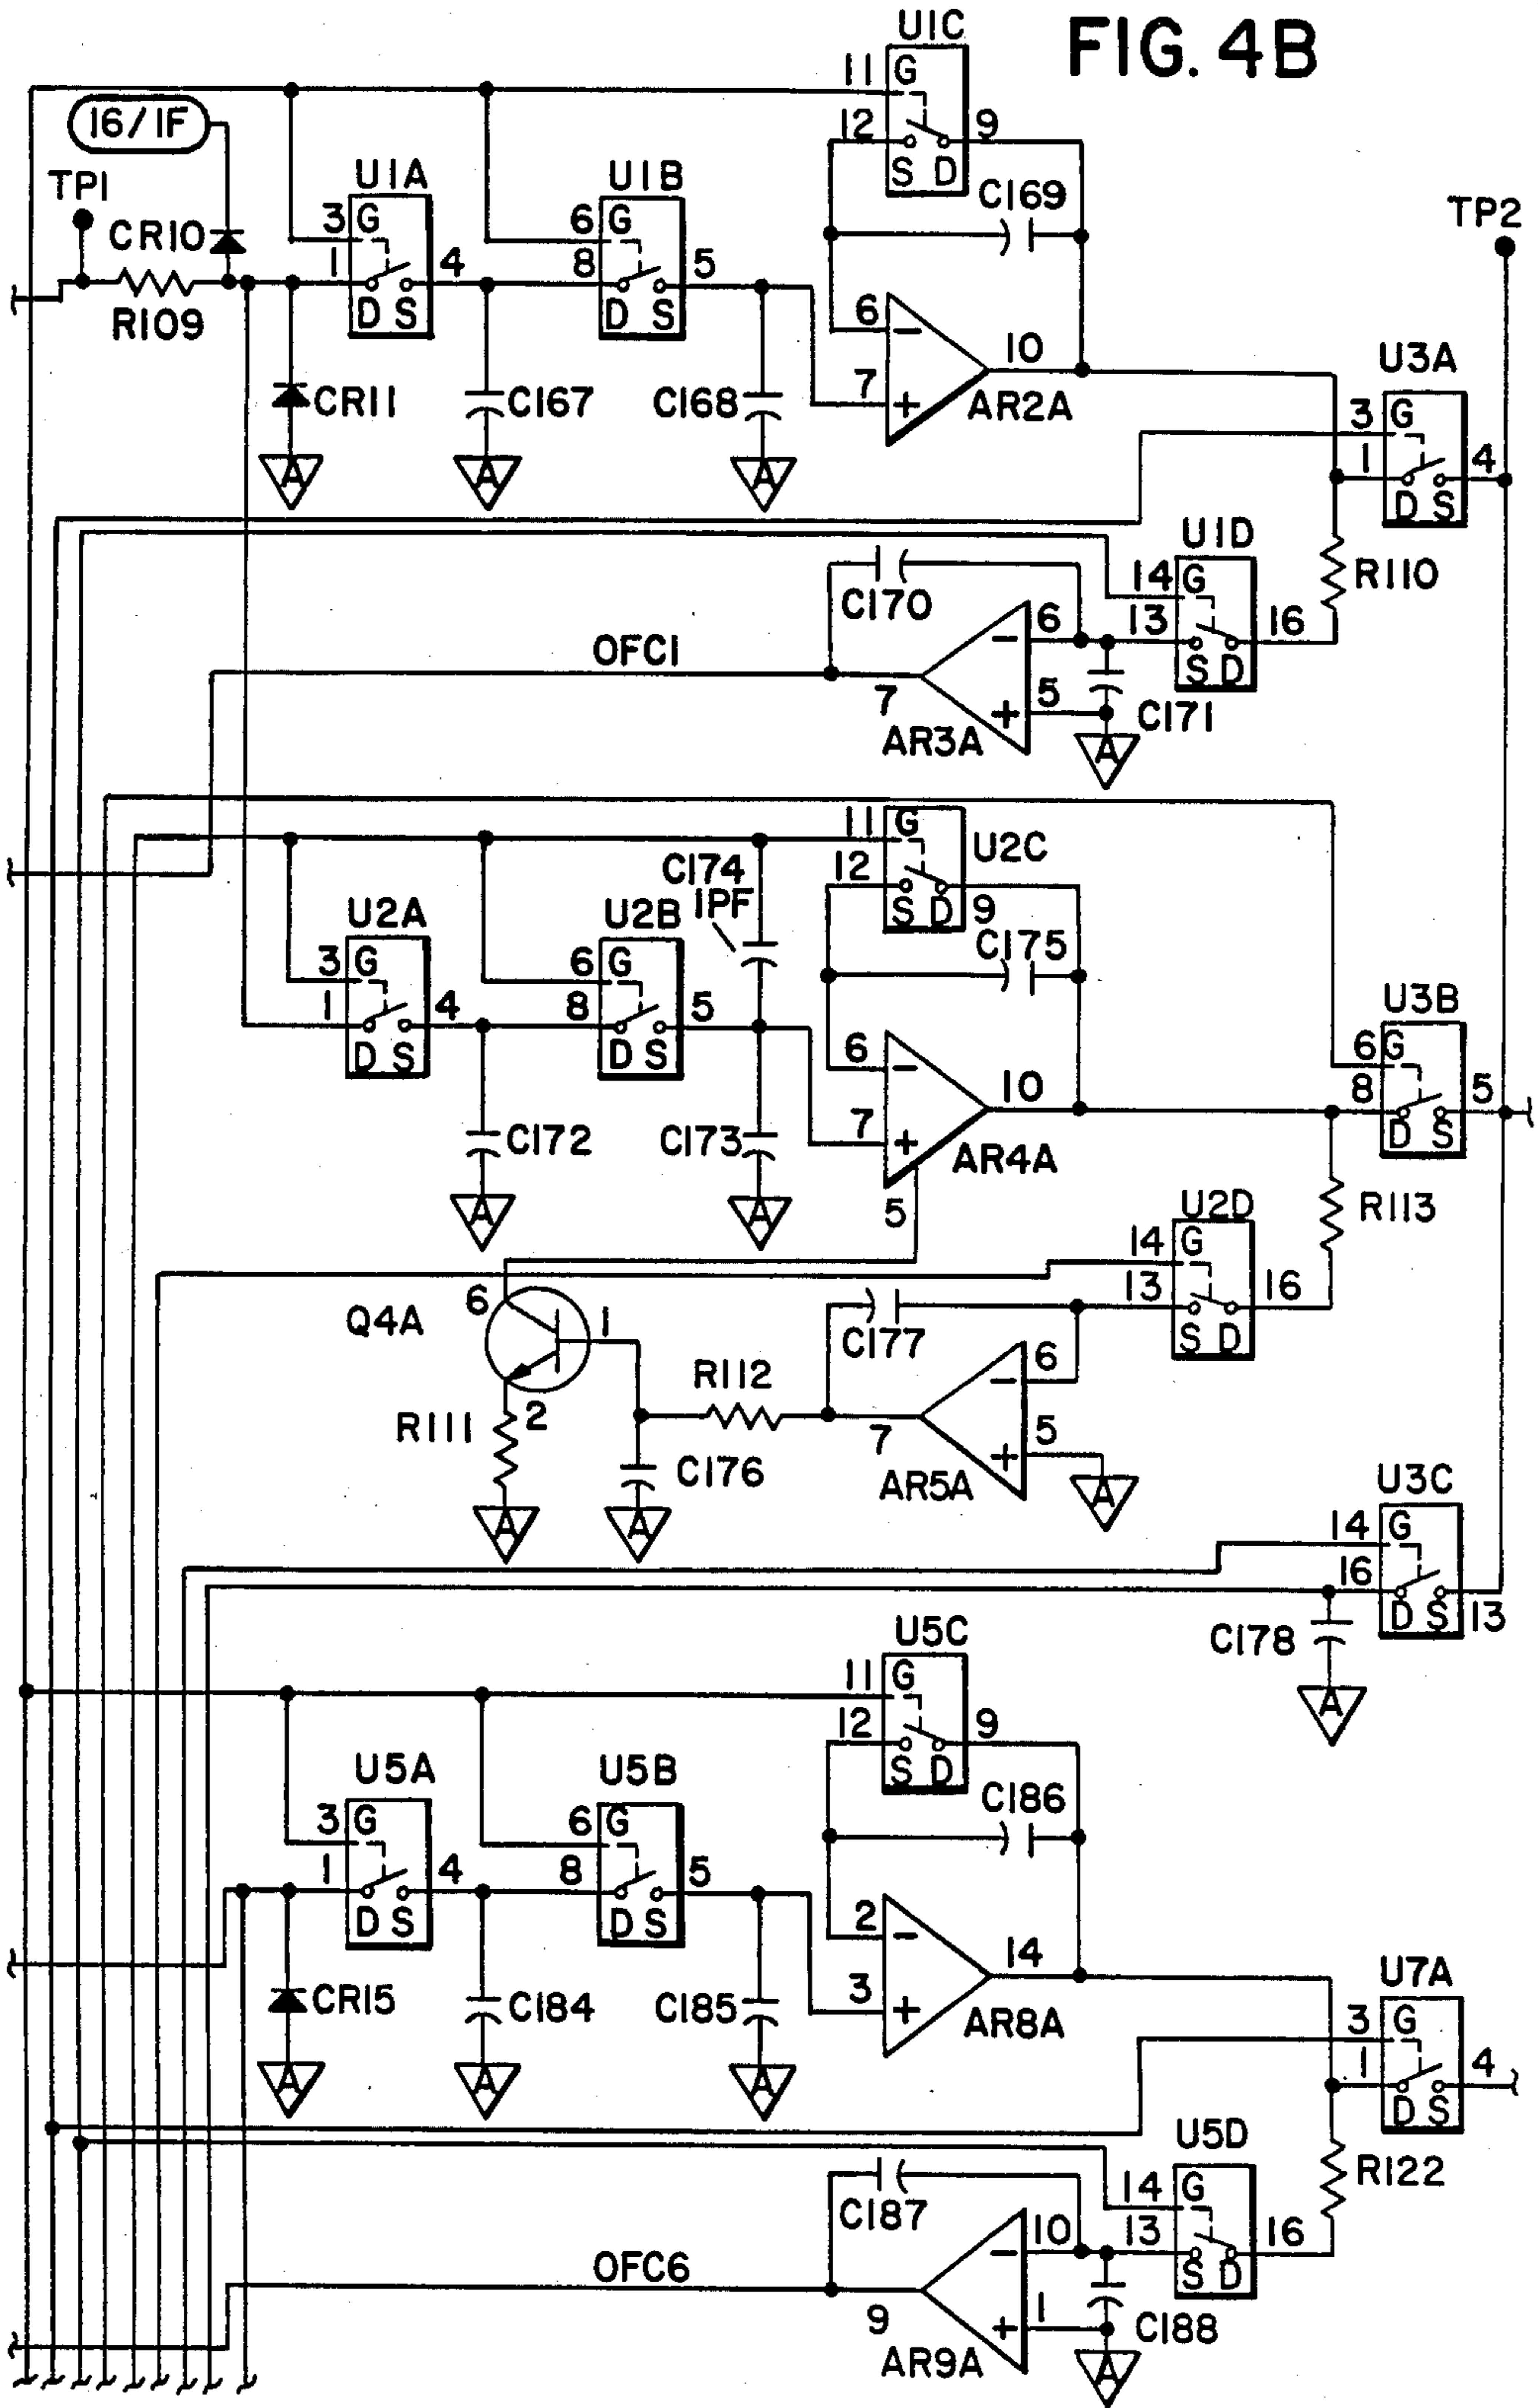 FIG. 4B
U1C
11 G
12 9
S D
16/1F
TP1
U1A
U1B
C169
TP2
CR10
3 G
1 4
D S
6 G
8 5
D S
R109
6 −
10
7 +
AR2A
U3A
CR11
C167
C168
3 G
1 4
D S
A
A
A
U1D
C170
14 G
13 16
S D
R110
OFC1
6 −
5 +
7
AR3A
C171
A
11 G
12
S D 9
U2C
C174
1PF
U2A
U2B
C175
3 G
1 4
D S
6 G
8 5
D S
U3B
6 G
8 5
D S
6 −
10
7 +
AR4A
5
C172
C173
A
A
U2D
R113
14 G
13 16
S D
Q4A
6
1
2
C177
R112
6 −
5 +
7
AR5A
R111
C176
A
A
A
U3C
14 G
16
D S 13
C178
A
U5C
11 G
12 9
S D
U5A
U5B
C186
3 G
1 4
D S
6 G
8 5
D S
2 −
14
3 +
AR8A
U7A
CR15
C184
C185
3 G
1 4
D S
A
A
A
U5D
R122
C187
14 G
13 16
S D
OFC6
10 −
1 +
9
AR9A
C188
A